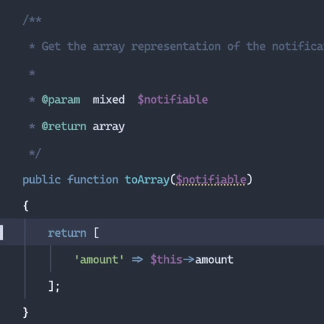 /**
* Get the array representation of the
*
* @param mixed $notifiable
* @return array
*/
public function toArray($notifiable)
{
return [
'amount' => $this->amount
];
}